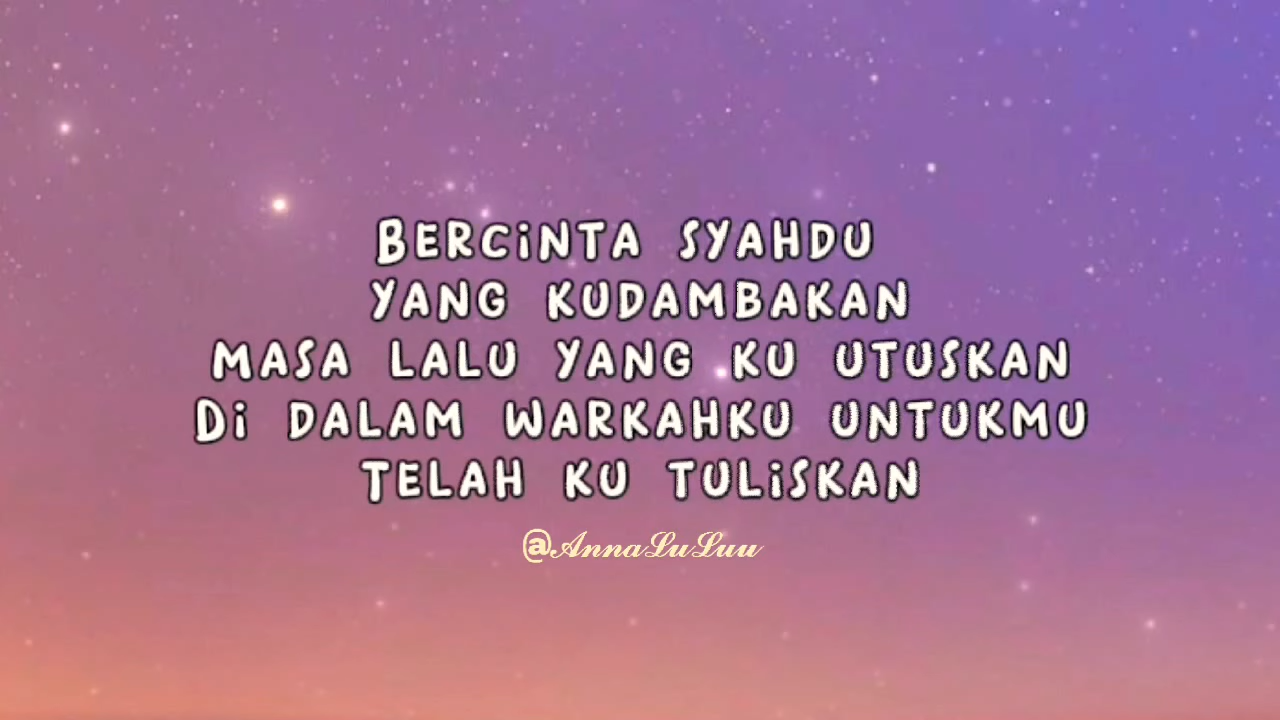 BERCiNTA SYAHDU
YANG KUDAMBAKAN
MASA LALU YANG KU UTUSKAN
Di DALAM WARKAHKU UNTUKMU
TELAH KU TULiSKAN
@AnnaLuLuu